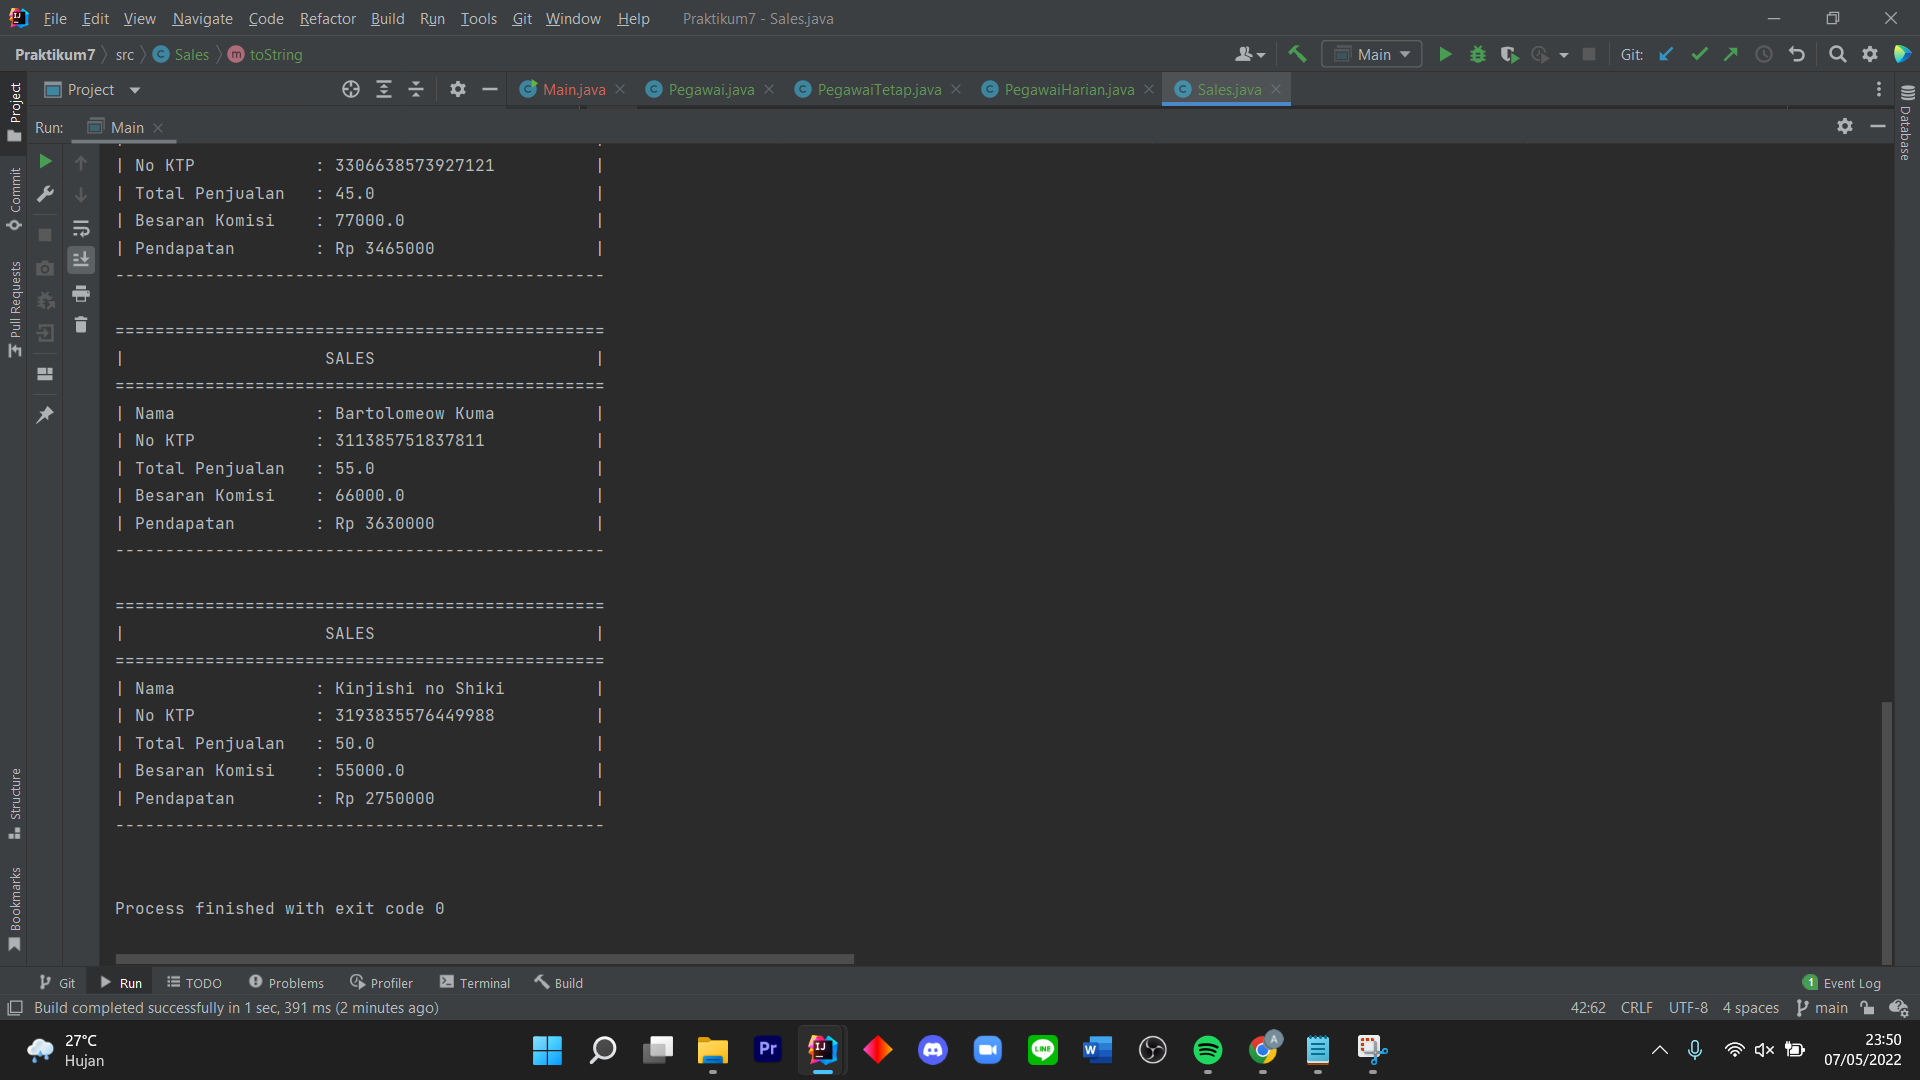 File Edit View Navigate Code Refactor Build Run Tools Git Window Help Praktikum7 - Sales.java
Praktikum7 src Sales toString Main Git:
Project Main.java Pegawai.java PegawaiTetap.java PegawaiHarian.java Sales.java
Run: Main
| No KTP : 3306638573927121 |
| Total Penjualan : 45.0 |
| Besaran Komisi : 77000.0 |
| Pendapatan : Rp 3465000 |
-------------------------------------------------
=================================================
| SALES |
=================================================
| Nama : Bartolomeow Kuma |
| No KTP : 311385751837811 |
| Total Penjualan : 55.0 |
| Besaran Komisi : 66000.0 |
| Pendapatan : Rp 3630000 |
-------------------------------------------------
=================================================
| SALES |
=================================================
| Nama : Kinjishi no Shiki |
| No KTP : 3193835576449988 |
| Total Penjualan : 50.0 |
| Besaran Komisi : 55000.0 |
| Pendapatan : Rp 2750000 |
-------------------------------------------------
Process finished with exit code 0
Project
Commit
Pull Requests
Structure
Bookmarks
Database
Git Run TODO Problems Profiler Terminal Build 1 Event Log
Build completed successfully in 1 sec, 391 ms (2 minutes ago) 42:62 CRLF UTF-8 4 spaces main
27°C
Hujan
Pr
IJ
LINE
W
A
23:50
07/05/2022